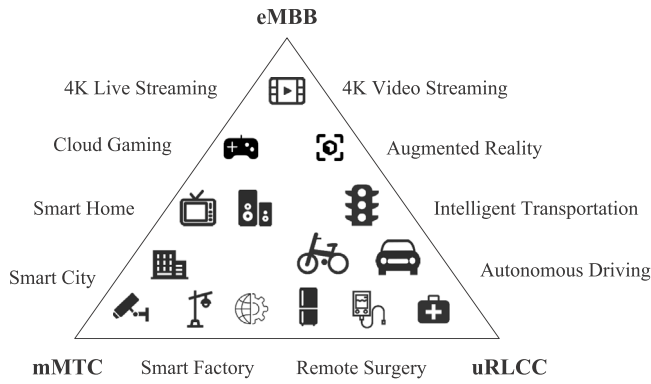 eMBB
4K Live Streaming
4K Video Streaming
Cloud Gaming
Augmented Reality
Smart Home
Intelligent Transportation
Smart City
Autonomous Driving
mMTC
Smart Factory
Remote Surgery
uRLCC